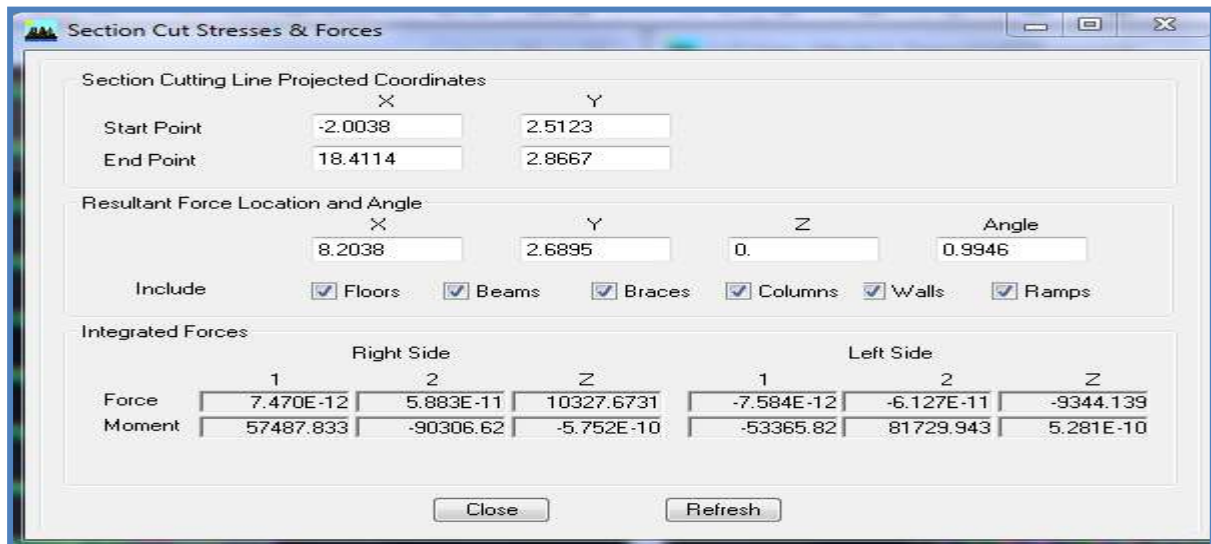 Section Cut Stresses & Forces
Section Cutting Line Projected Coordinates
X Y
Start Point -2.0038 2.5123
End Point 18.4114 2.8667
Resultant Force Location and Angle
X Y Z Angle
8.2038 2.6895 0. 0.9946
Include Floors Beams Braces Columns Walls Ramps
Integrated Forces
Right Side Left Side
1 2 Z 1 2 Z
Force 7.470E-12 5.883E-11 10327.6731 -7.584E-12 -6.127E-11 -9344.139
Moment 57487.833 -90306.62 -5.752E-10 -53365.82 81729.943 5.281E-10
Close Refresh